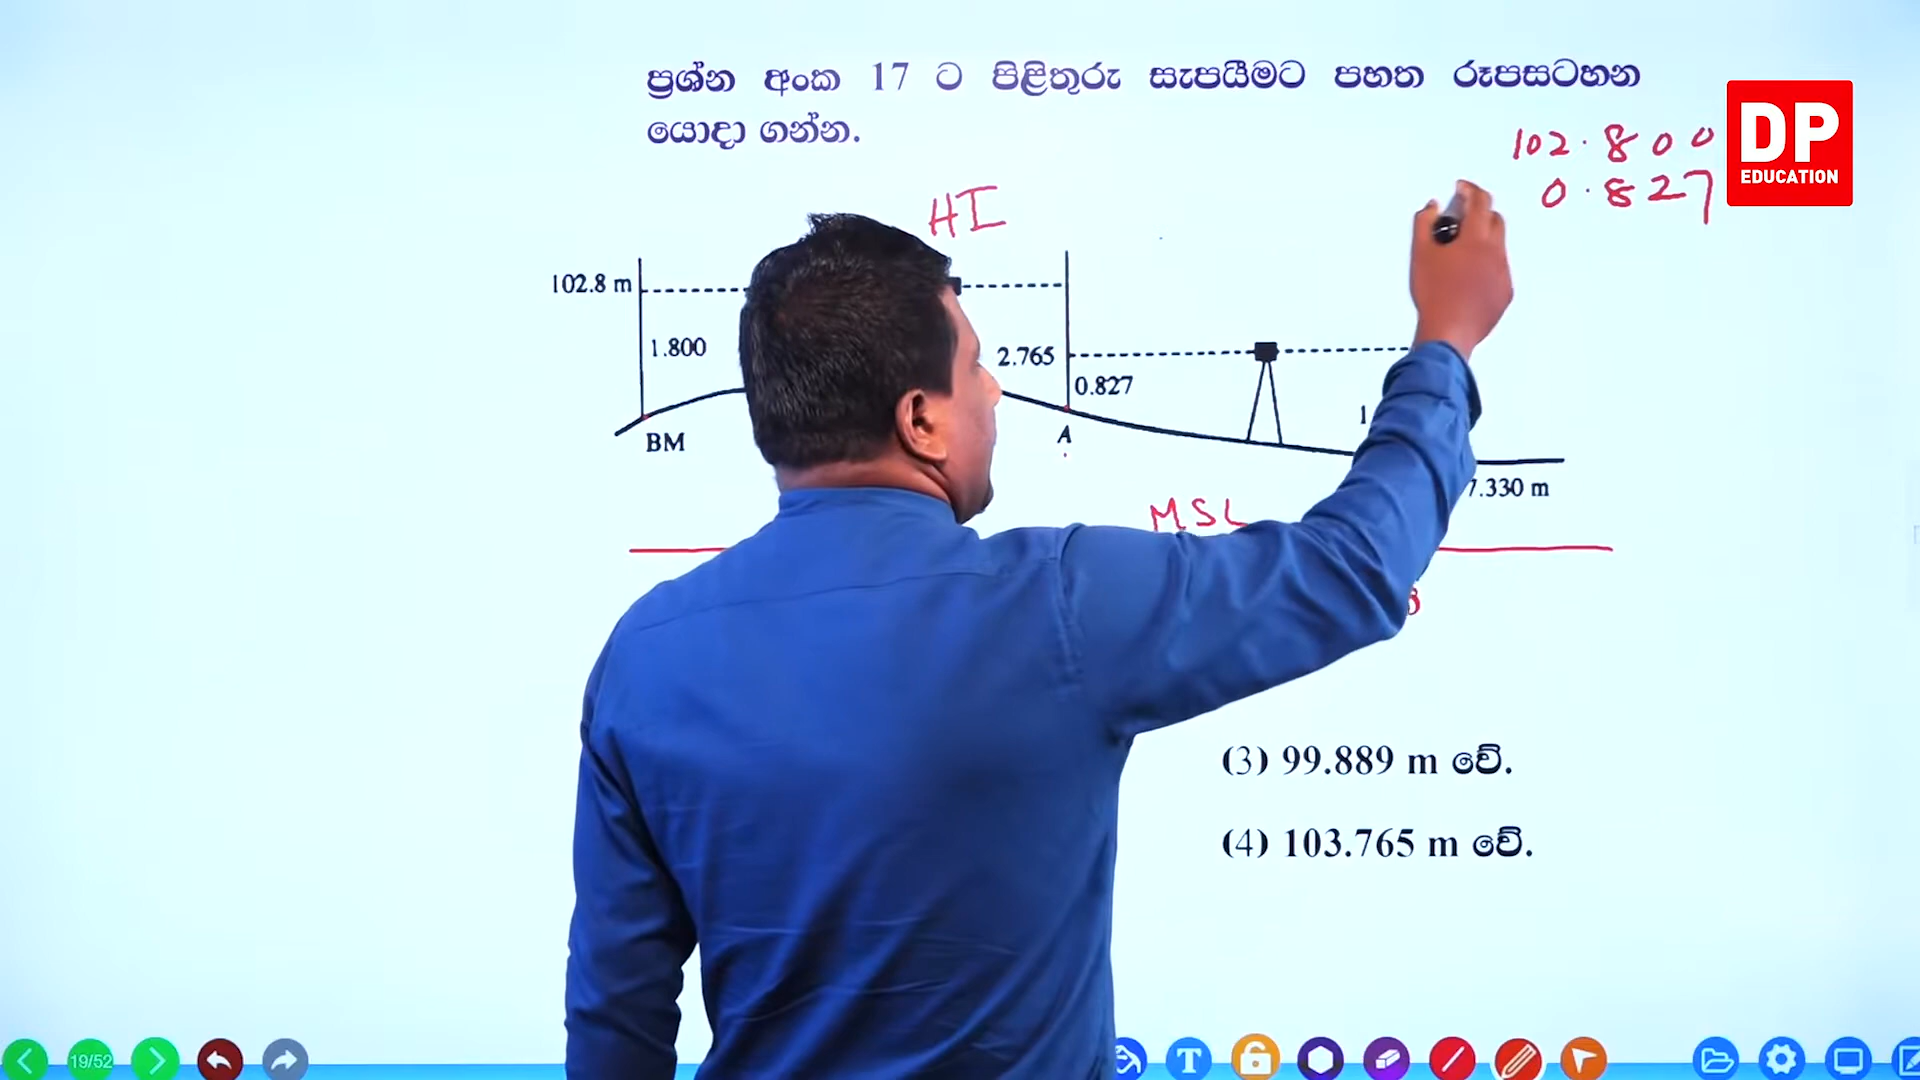 ප්‍රශ්න අංක 17 ට පිළිතුරු සැපයීමට පහත රූපසටහන
යොදා ගන්න.
102.800
0.827
DP
EDUCATION
HI
102.8 m
1.800
2.765
0.827
BM
A
7.330 m
MSL
(3) 99.889 m වේ.
(4) 103.765 m වේ.
19/52
T